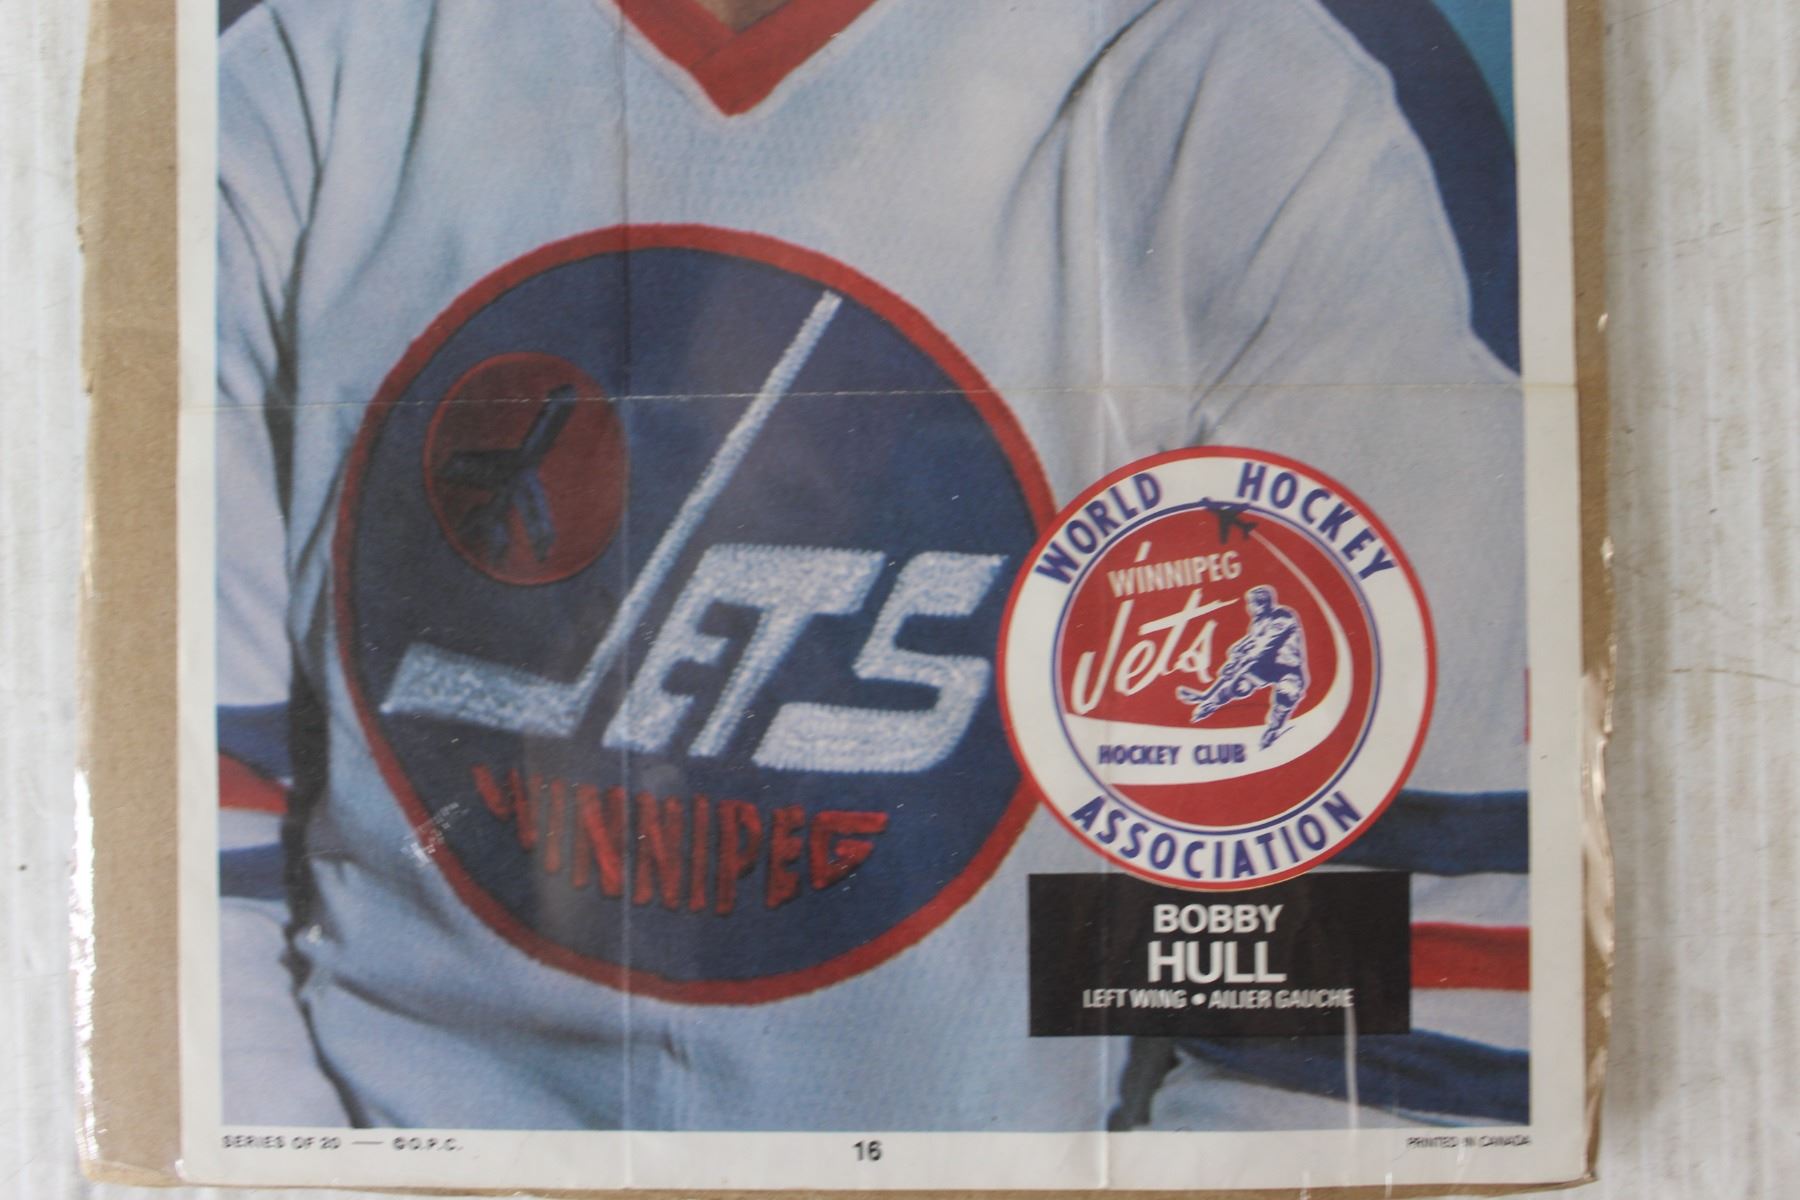 JETS
WINNIPEG
WORLD HOCKEY
WINNIPEG
Jets
HOCKEY CLUB
ASSOCIATION
BOBBY
HULL
LEFT WING • AILIER GAUCHE
SERIES OF 20 — © O.P.C.
16
PRINTED IN CANADA